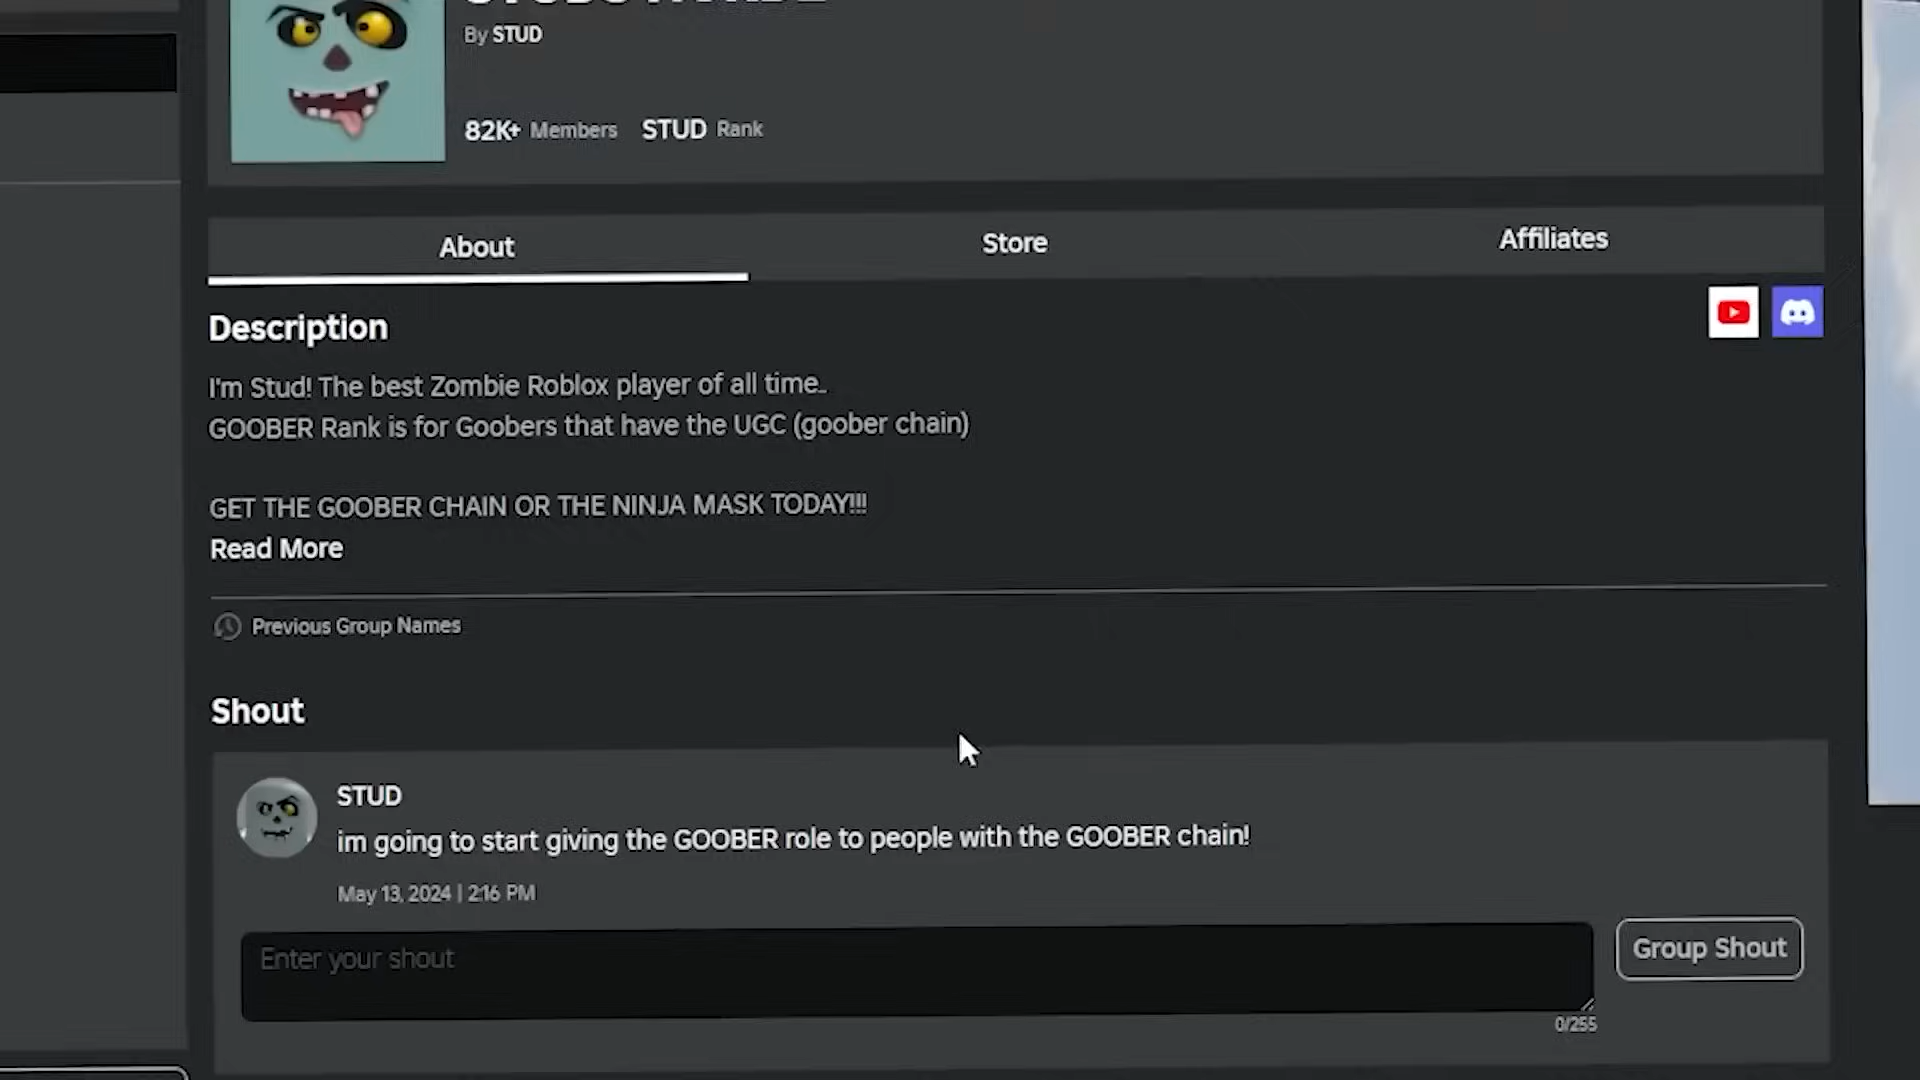 By STUD
82K+ Members STUD Rank
About Store Affiliates
Description
I'm Stud! The best Zombie Roblox player of all time..
GOOBER Rank is for Goobers that have the UGC (goober chain)
GET THE GOOBER CHAIN OR THE NINJA MASK TODAY!!!
Read More
Previous Group Names
Shout
STUD
im going to start giving the GOOBER role to people with the GOOBER chain!
May 13, 2024 | 2:16 PM
Enter your shout
Group Shout
0/255